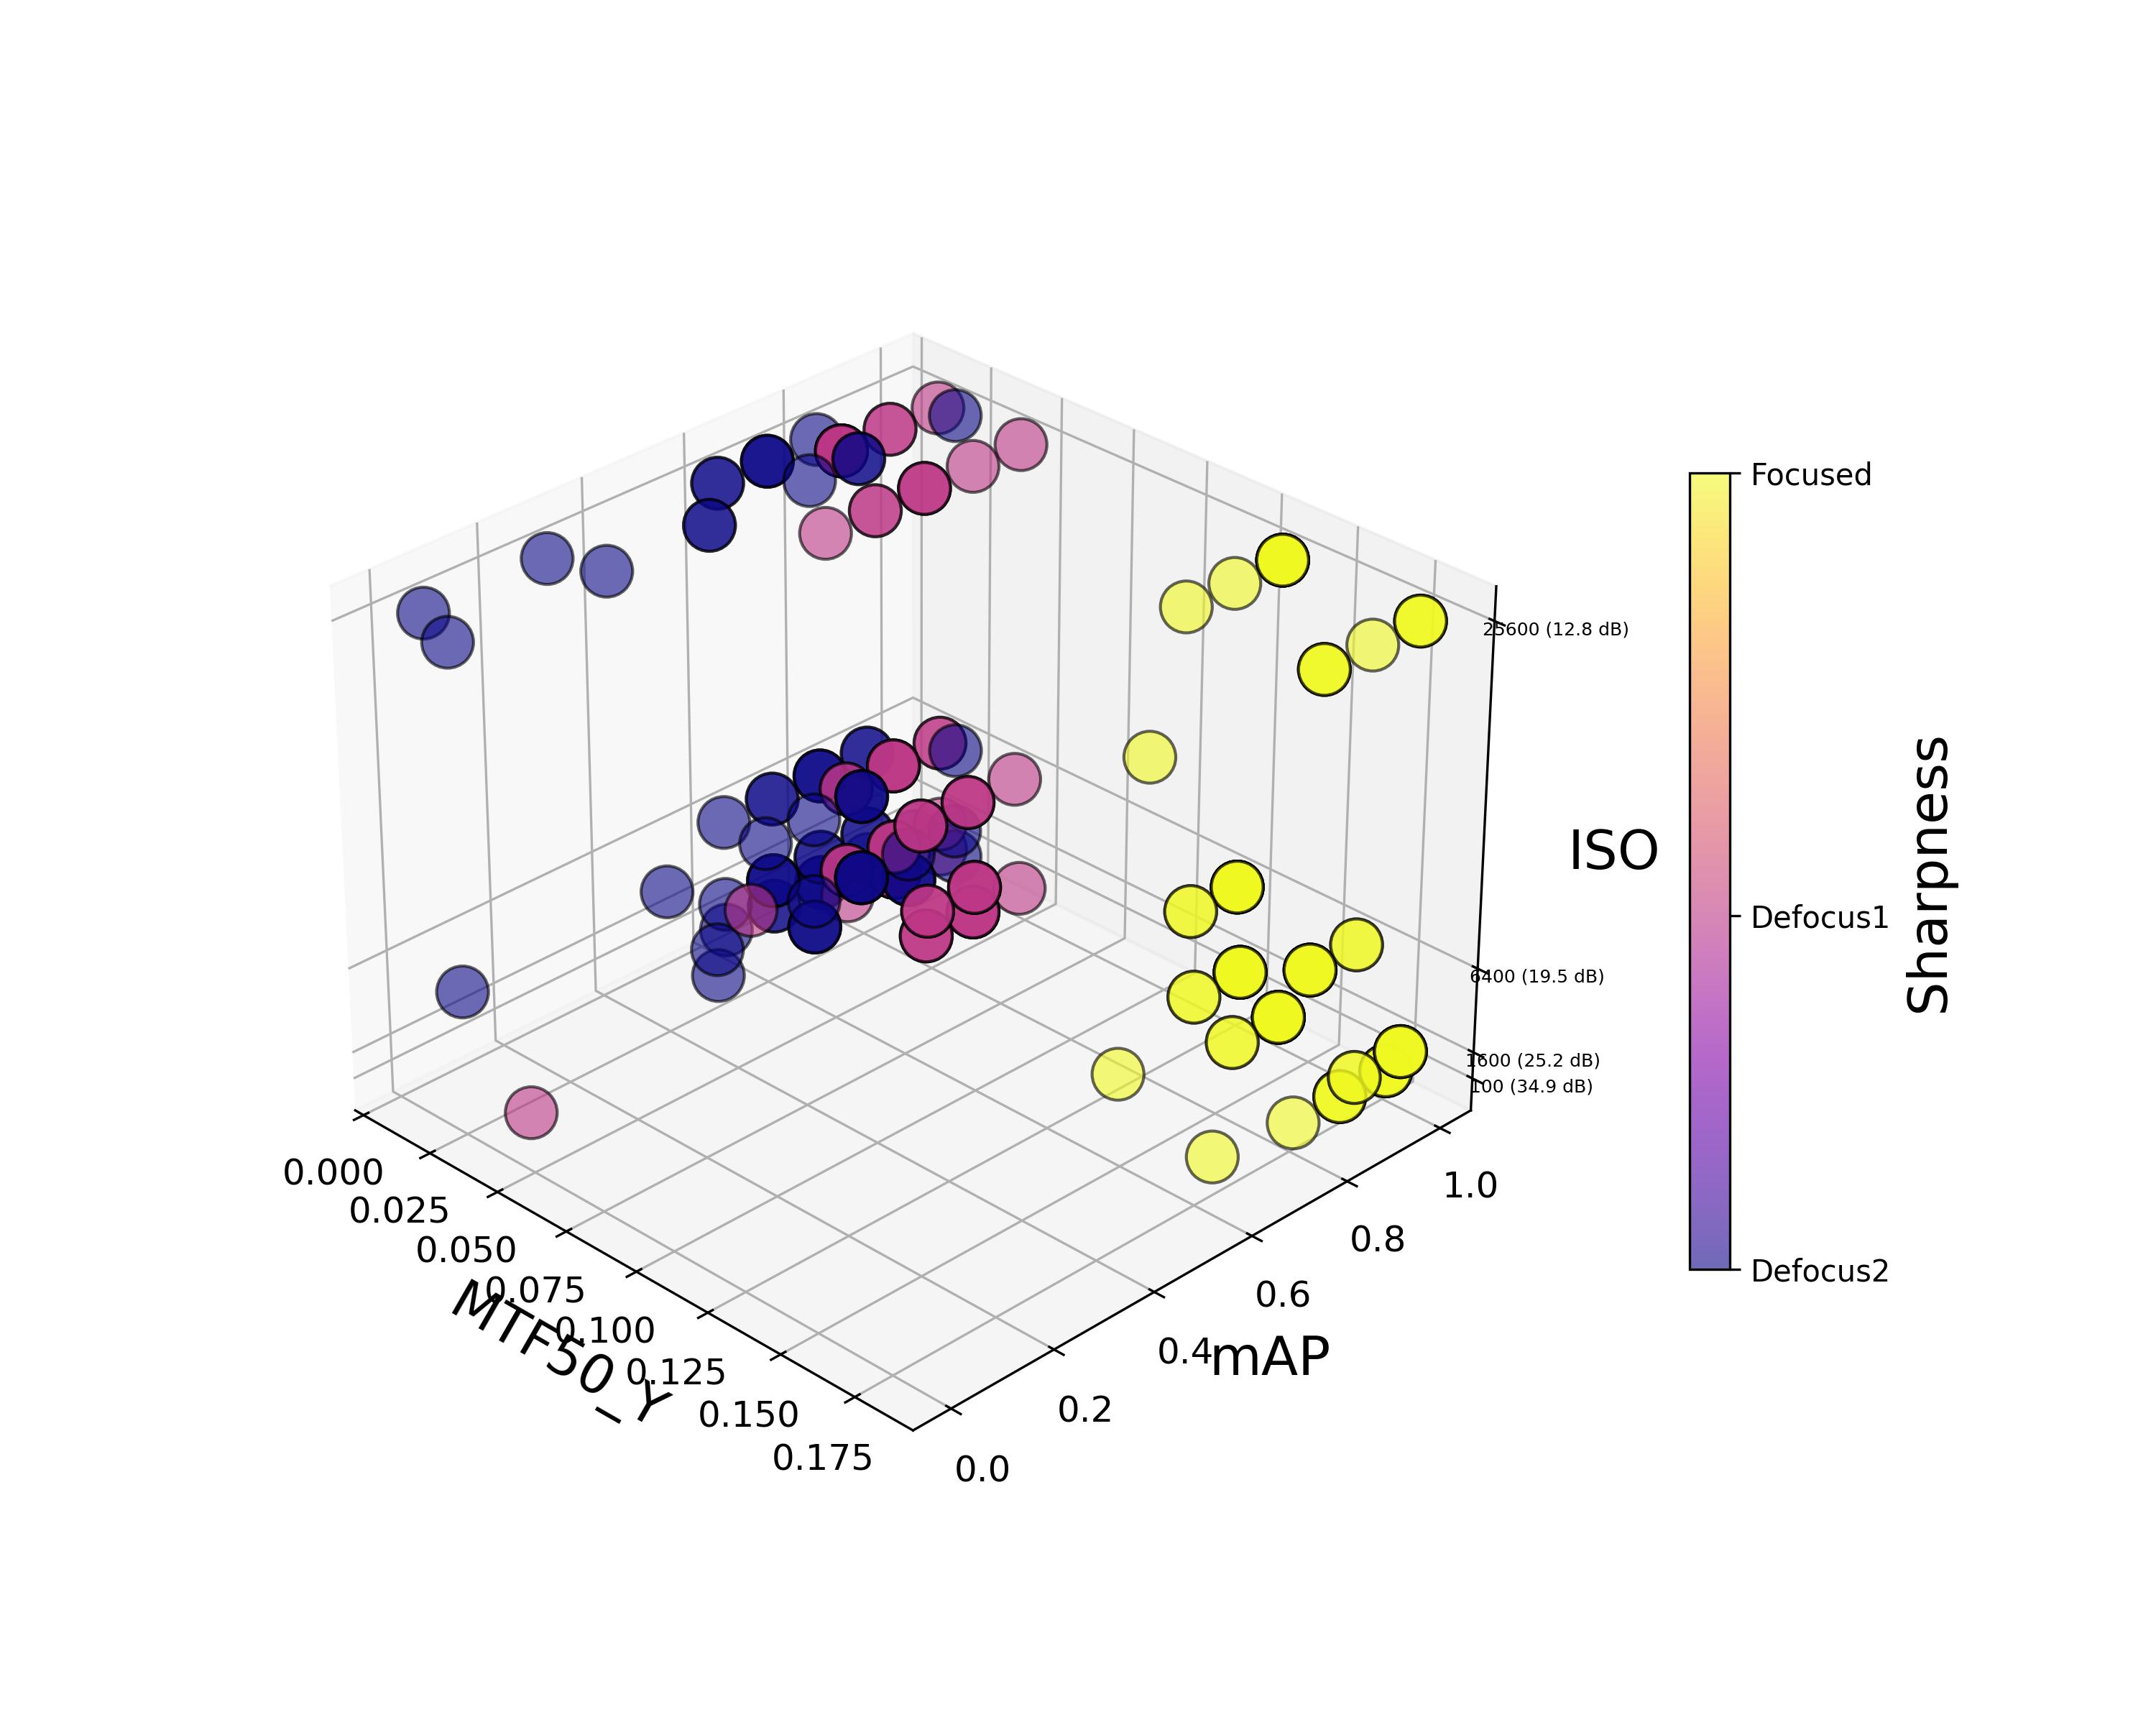 Focused
25600 (12.8 dB)
ISO
Sharpness
Defocus1
6400 (19.5 dB)
1600 (25.2 dB)
100 (34.9 dB)
0.000
0.025
0.050
0.075
0.100
0.125
0.150
0.175
MTF50_Y
1.0
0.8
0.6
0.4
0.2
0.0
mAP
Defocus2